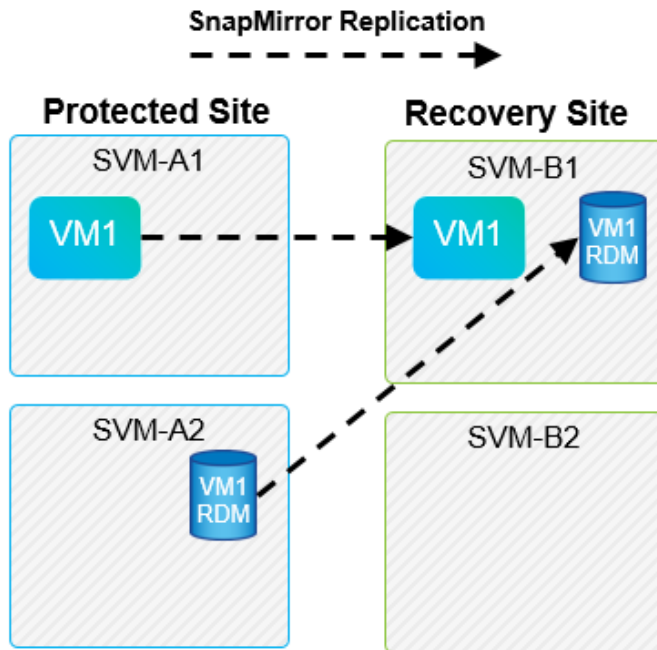 SnapMirror Replication
Protected Site
Recovery Site
SVM-A1
VM1
SVM-B1
VM1
VM1
RDM
SVM-A2
VM1
RDM
SVM-B2